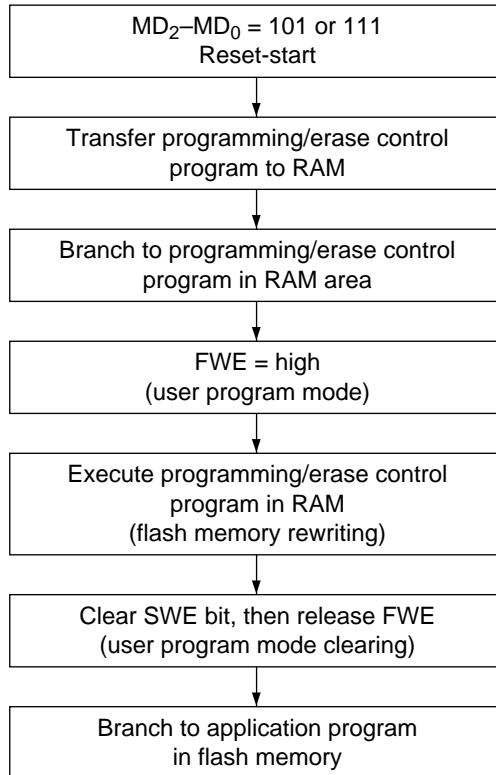 MD₂–MD₀ = 101 or 111
Reset-start
Transfer programming/erase control
program to RAM
Branch to programming/erase control
program in RAM area
FWE = high
(user program mode)
Execute programming/erase control
program in RAM
(flash memory rewriting)
Clear SWE bit, then release FWE
(user program mode clearing)
Branch to application program
in flash memory